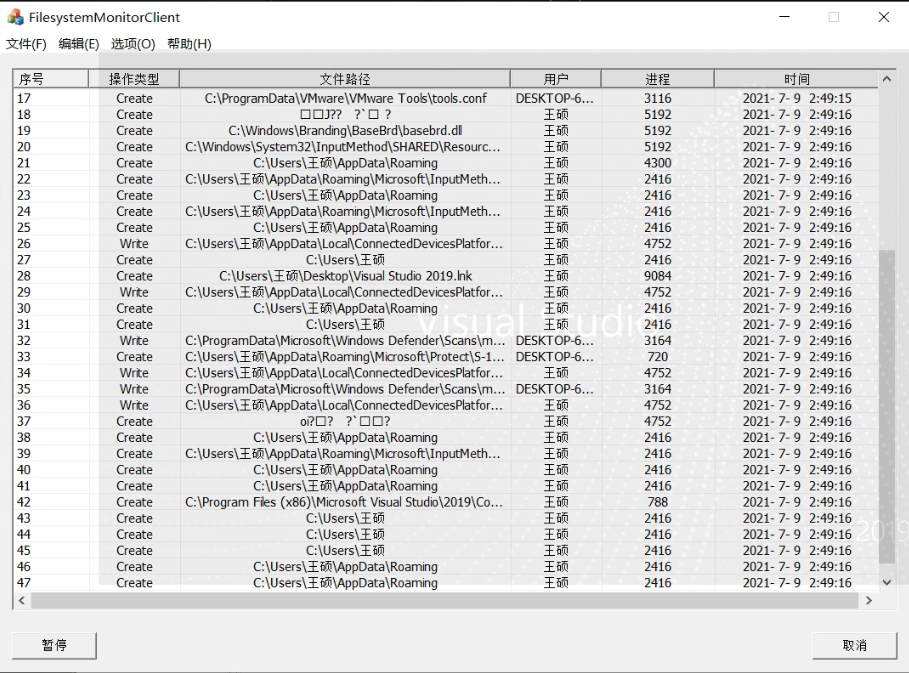 FilesystemMonitorClient
文件(F) 编辑(E) 选项(O) 帮助(H)
序号 操作类型 文件路径 用户 进程 时间
17 Create C:\ProgramData\VMware\VMware Tools\tools.conf DESKTOP-6... 3116 2021- 7- 9 2:49:15
18 Create □□J?? ?`□ ? 王硕 5192 2021- 7- 9 2:49:16
19 Create C:\Windows\Branding\BaseBrd\basebrd.dll 王硕 5192 2021- 7- 9 2:49:16
20 Create C:\Windows\System32\InputMethod\SHARED\Resourc... 王硕 5192 2021- 7- 9 2:49:16
21 Create C:\Users\王硕\AppData\Roaming 王硕 4300 2021- 7- 9 2:49:16
22 Create C:\Users\王硕\AppData\Roaming\Microsoft\InputMeth... 王硕 2416 2021- 7- 9 2:49:16
23 Create C:\Users\王硕\AppData\Roaming 王硕 2416 2021- 7- 9 2:49:16
24 Create C:\Users\王硕\AppData\Roaming\Microsoft\InputMeth... 王硕 2416 2021- 7- 9 2:49:16
25 Create C:\Users\王硕\AppData\Roaming 王硕 2416 2021- 7- 9 2:49:16
26 Write C:\Users\王硕\AppData\Local\ConnectedDevicesPlatfor... 王硕 4752 2021- 7- 9 2:49:16
27 Create C:\Users\王硕 王硕 2416 2021- 7- 9 2:49:16
28 Create C:\Users\王硕\Desktop\Visual Studio 2019.lnk 王硕 9084 2021- 7- 9 2:49:16
29 Write C:\Users\王硕\AppData\Local\ConnectedDevicesPlatfor... 王硕 4752 2021- 7- 9 2:49:16
30 Create C:\Users\王硕\AppData\Roaming 王硕 2416 2021- 7- 9 2:49:16
31 Create C:\Users\王硕 王硕 2416 2021- 7- 9 2:49:16
Visual Studio
32 Write C:\ProgramData\Microsoft\Windows Defender\Scans\m... DESKTOP-6... 3164 2021- 7- 9 2:49:16
33 Create C:\Users\王硕\AppData\Roaming\Microsoft\Protect\S-1... DESKTOP-6... 720 2021- 7- 9 2:49:16
34 Write C:\Users\王硕\AppData\Local\ConnectedDevicesPlatfor... 王硕 4752 2021- 7- 9 2:49:16
35 Write C:\ProgramData\Microsoft\Windows Defender\Scans\m... DESKTOP-6... 3164 2021- 7- 9 2:49:16
36 Write C:\Users\王硕\AppData\Local\ConnectedDevicesPlatfor... 王硕 4752 2021- 7- 9 2:49:16
37 Create oi?□? ?`□□? 王硕 4752 2021- 7- 9 2:49:16
38 Create C:\Users\王硕\AppData\Roaming 王硕 2416 2021- 7- 9 2:49:16
39 Create C:\Users\王硕\AppData\Roaming\Microsoft\InputMeth... 王硕 2416 2021- 7- 9 2:49:16
40 Create C:\Users\王硕\AppData\Roaming 王硕 2416 2021- 7- 9 2:49:16
41 Create C:\Users\王硕\AppData\Roaming 王硕 2416 2021- 7- 9 2:49:16
42 Create C:\Program Files (x86)\Microsoft Visual Studio\2019\Co... 王硕 788 2021- 7- 9 2:49:16
43 Create C:\Users\王硕 王硕 2416 2021- 7- 9 2:49:16
44 Create C:\Users\王硕 王硕 2416 2021- 7- 9 2:49:16
2019
45 Create C:\Users\王硕 王硕 2416 2021- 7- 9 2:49:16
46 Create C:\Users\王硕\AppData\Roaming 王硕 2416 2021- 7- 9 2:49:16
47 Create C:\Users\王硕\AppData\Roaming 王硕 2416 2021- 7- 9 2:49:16
暂停 取消